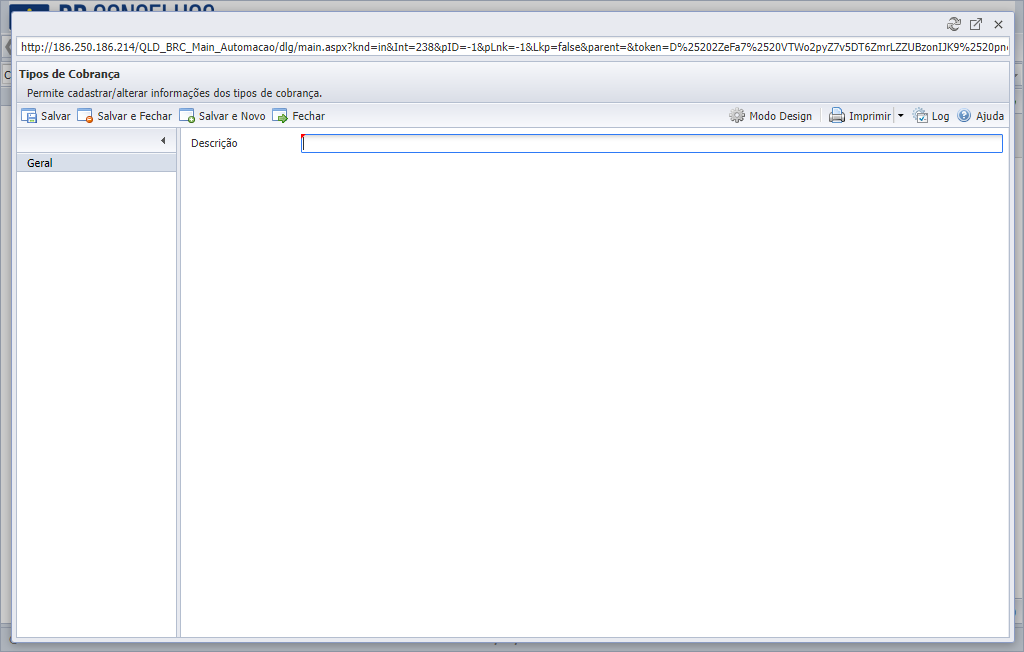 http://186.250.186.214/QLD_BRC_Main_Automacao/dlg/main.aspx?knd=in&Int=238&pID=-1&pLnk=-1&Lkp=false&parent=&token=D%25202ZeFa7%2520VTWo2pyZ7v5DT6ZmrLZZUBzonIJK9%2520pn
Tipos de Cobrança
Permite cadastrar/alterar informações dos tipos de cobrança.
Salvar Salvar e Fechar Salvar e Novo Fechar Modo Design Imprimir Log Ajuda
Descrição
Geral